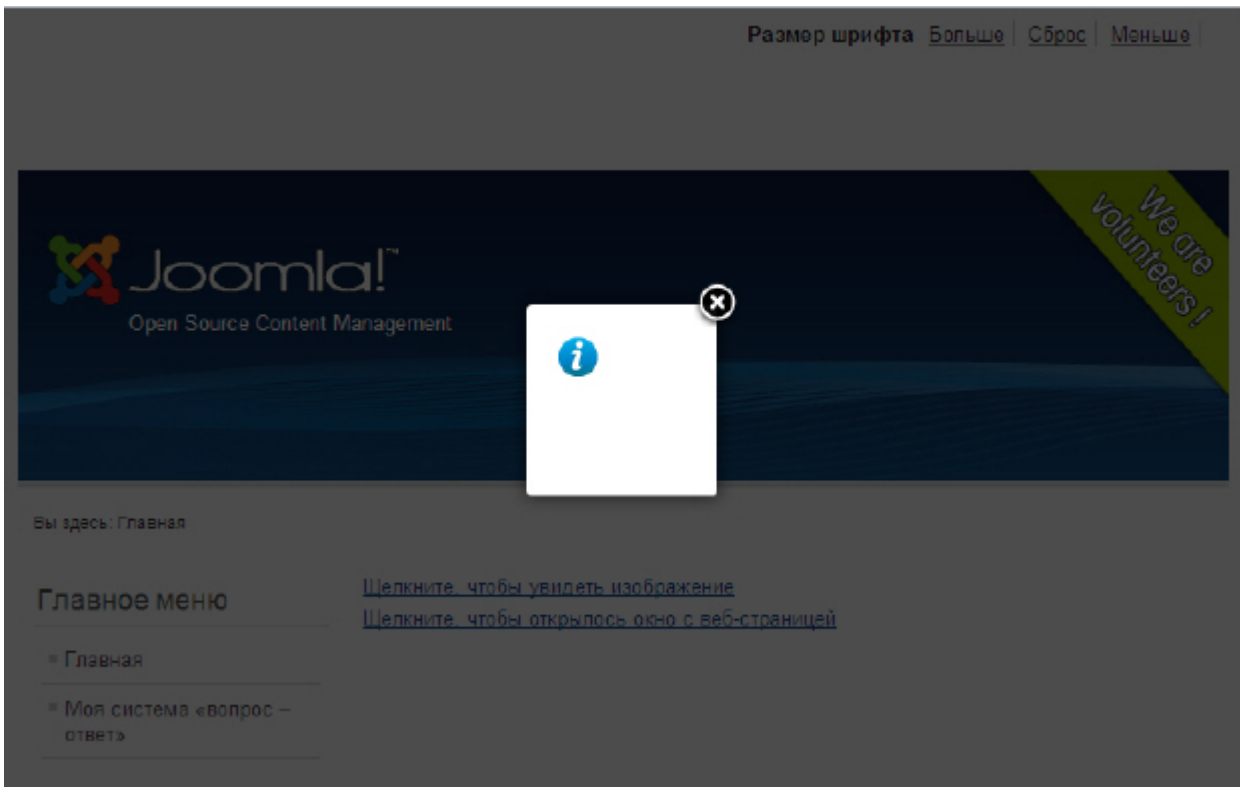 Размер шрифта Больше Сброс Меньше
We are
volunteers!
Joomla!™
Open Source Content Management
i
Вы здесь: Главная
Главное меню
Щелкните, чтобы увидеть изображение
Щелкните, чтобы открылось окно с веб-страницей
Главная
Моя система «вопрос –
ответ»